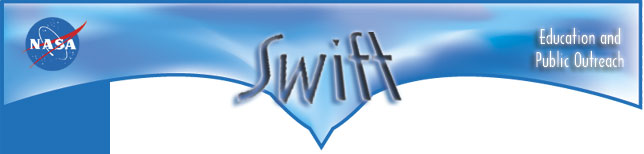 NASA
Swift
Education and
Public Outreach